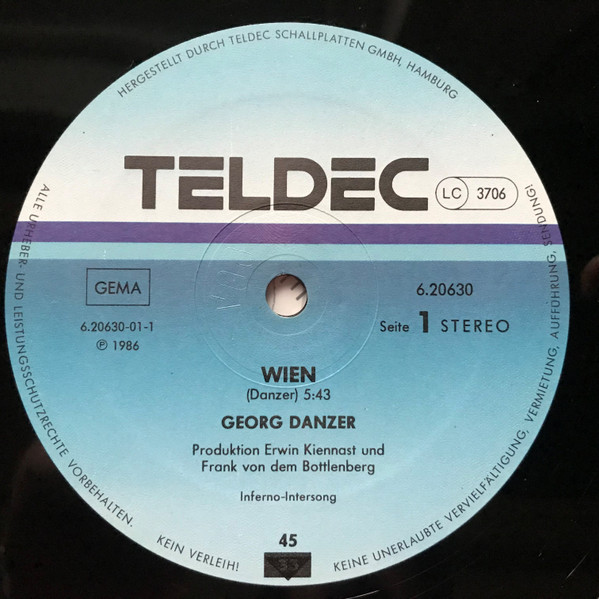 HERGESTELLT DURCH TELDEC SCHALLPLATTEN GMBH, HAMBURG
TELDEC
LC 3706
GEMA
6.20630
6.20630-01-1
Seite 1 STEREO
℗ 1986
WIEN
(Danzer) 5:43
GEORG DANZER
Produktion Erwin Kiennast und
Frank von dem Bottlenberg
Inferno-Intersong
45
33
ALLE URHEBER- UND LEISTUNGSSCHUTZRECHTE VORBEHALTEN.
KEIN VERLEIH!
KEINE UNERLAUBTE VERVIELFÄLTIGUNG, VERMIETUNG, AUFFÜHRUNG, SENDUNG!